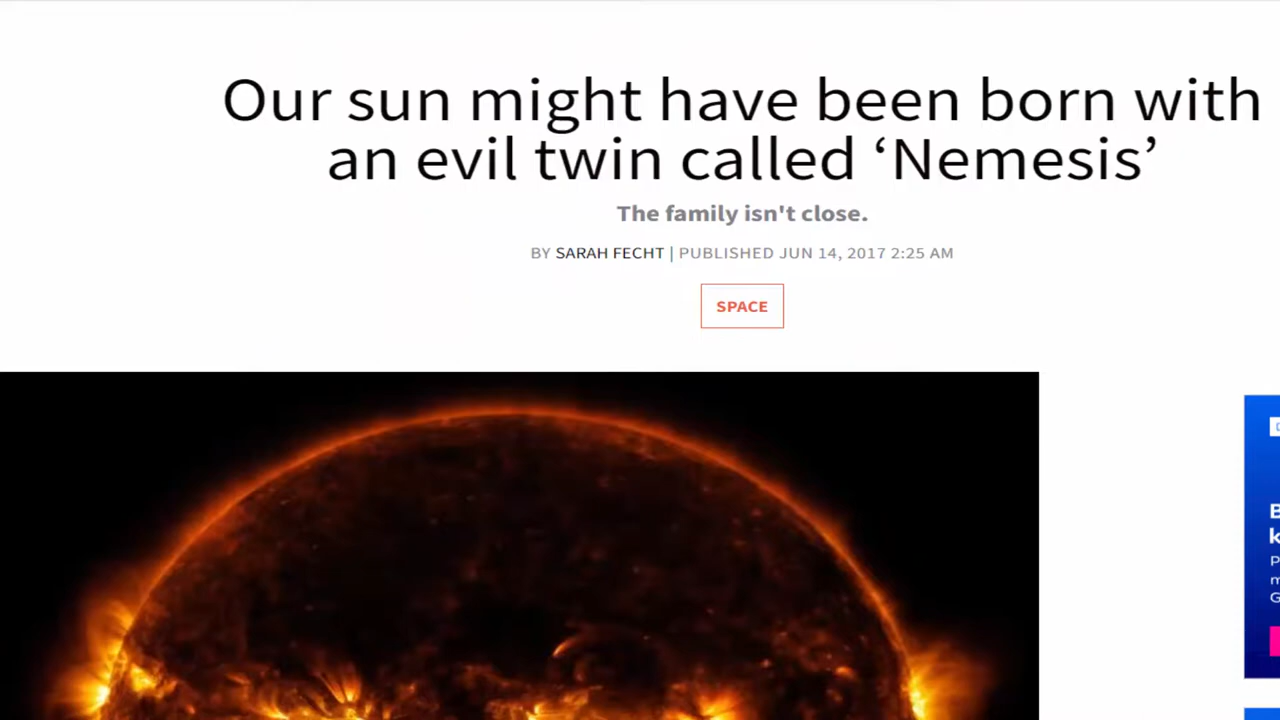 Our sun might have been born with
an evil twin called ‘Nemesis’
The family isn't close.
BY SARAH FECHT | PUBLISHED JUN 14, 2017 2:25 AM
SPACE